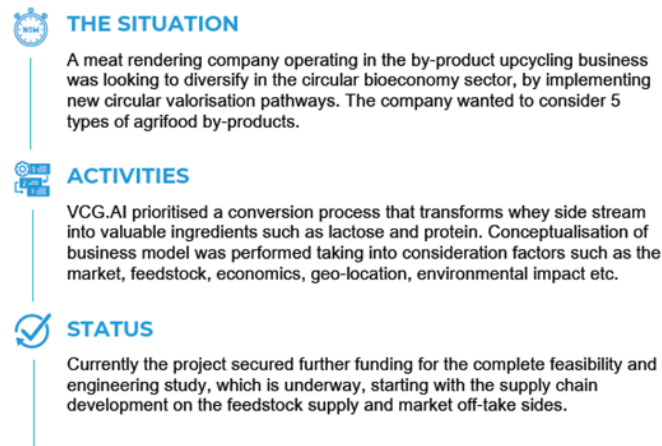 NOW
THE SITUATION
A meat rendering company operating in the by-product upcycling business
was looking to diversify in the circular bioeconomy sector, by implementing
new circular valorisation pathways. The company wanted to consider 5
types of agrifood by-products.
ACTIVITIES
VCG.AI prioritised a conversion process that transforms whey side stream
into valuable ingredients such as lactose and protein. Conceptualisation of
business model was performed taking into consideration factors such as the
market, feedstock, economics, geo-location, environmental impact etc.
STATUS
Currently the project secured further funding for the complete feasibility and
engineering study, which is underway, starting with the supply chain
development on the feedstock supply and market off-take sides.